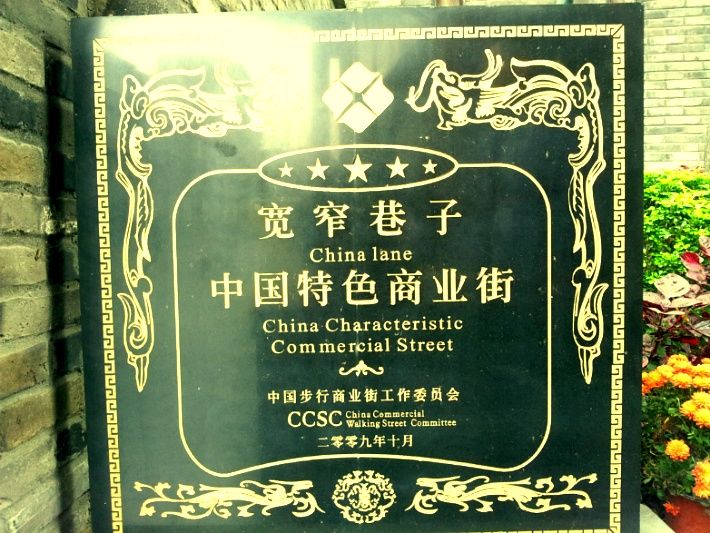 宽窄巷子
China lane
中国特色商业街
China Characteristic
Commercial Street
中国步行商业街工作委员会
CCSC China Commercial
Walking Street Committee
二零零九年十月